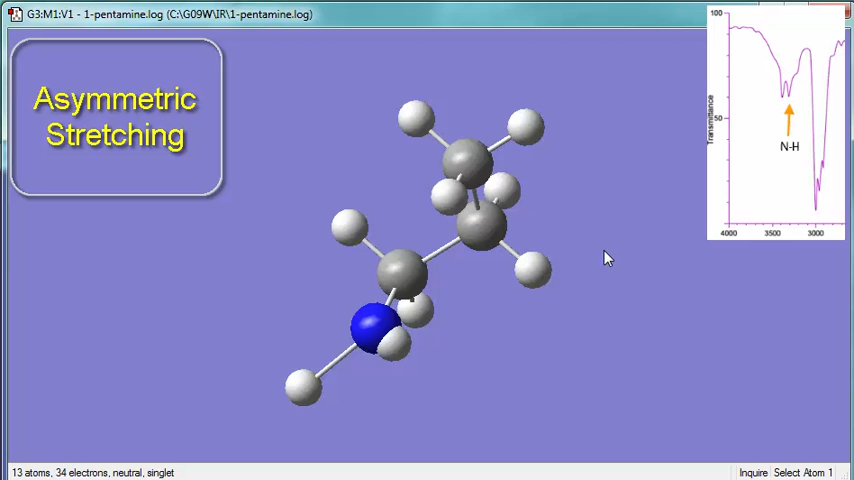 G3:M1:V1 - 1-pentamine.log (C:\G09W\IR\1-pentamine.log)
Asymmetric
Stretching
100
50
Transmittance
N-H
4000 3500 3000
13 atoms, 34 electrons, neutral, singlet
Inquire Select Atom 1